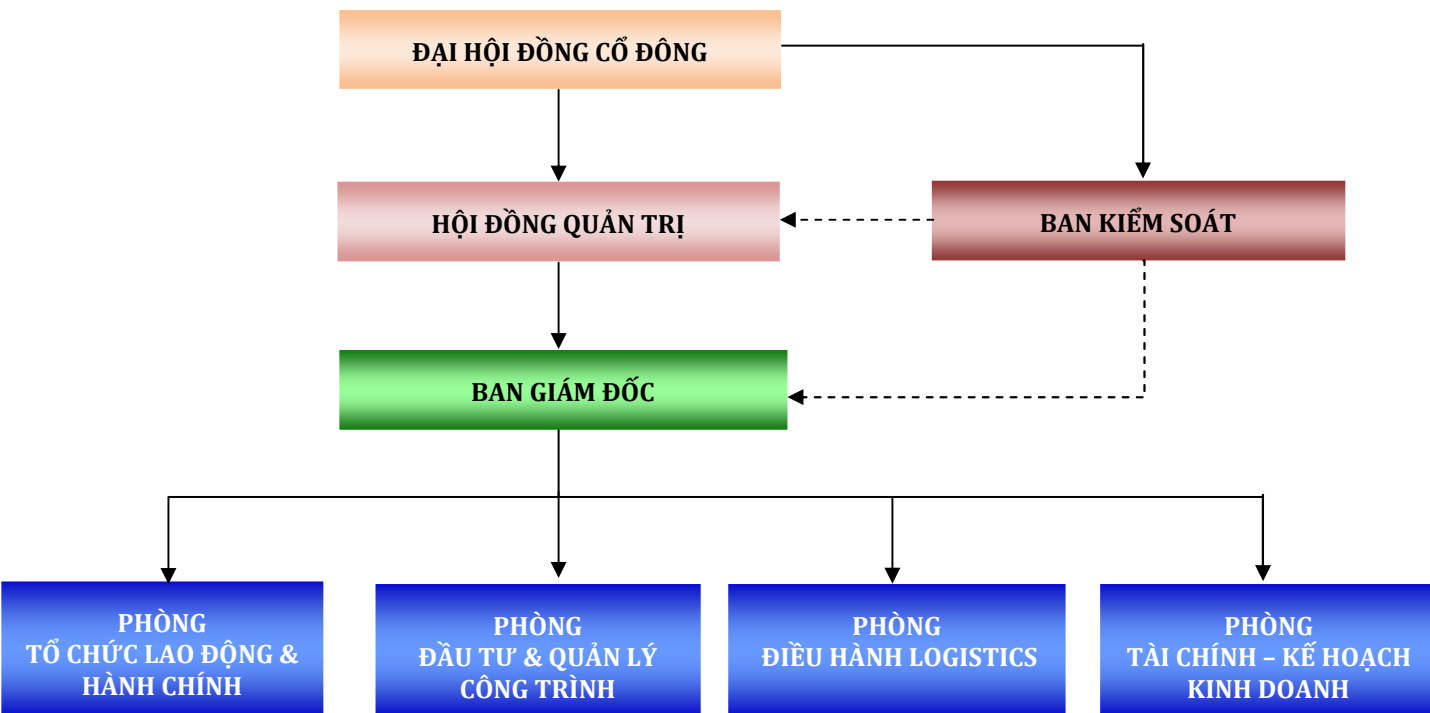 ĐẠI HỘI ĐỒNG CỔ ĐÔNG
HỘI ĐỒNG QUẢN TRỊ
BAN KIỂM SOÁT
BAN GIÁM ĐỐC
PHÒNG
TỔ CHỨC LAO ĐỘNG &
HÀNH CHÍNH
PHÒNG
ĐẦU TƯ & QUẢN LÝ
CÔNG TRÌNH
PHÒNG
ĐIỀU HÀNH LOGISTICS
PHÒNG
TÀI CHÍNH – KẾ HOẠCH
KINH DOANH